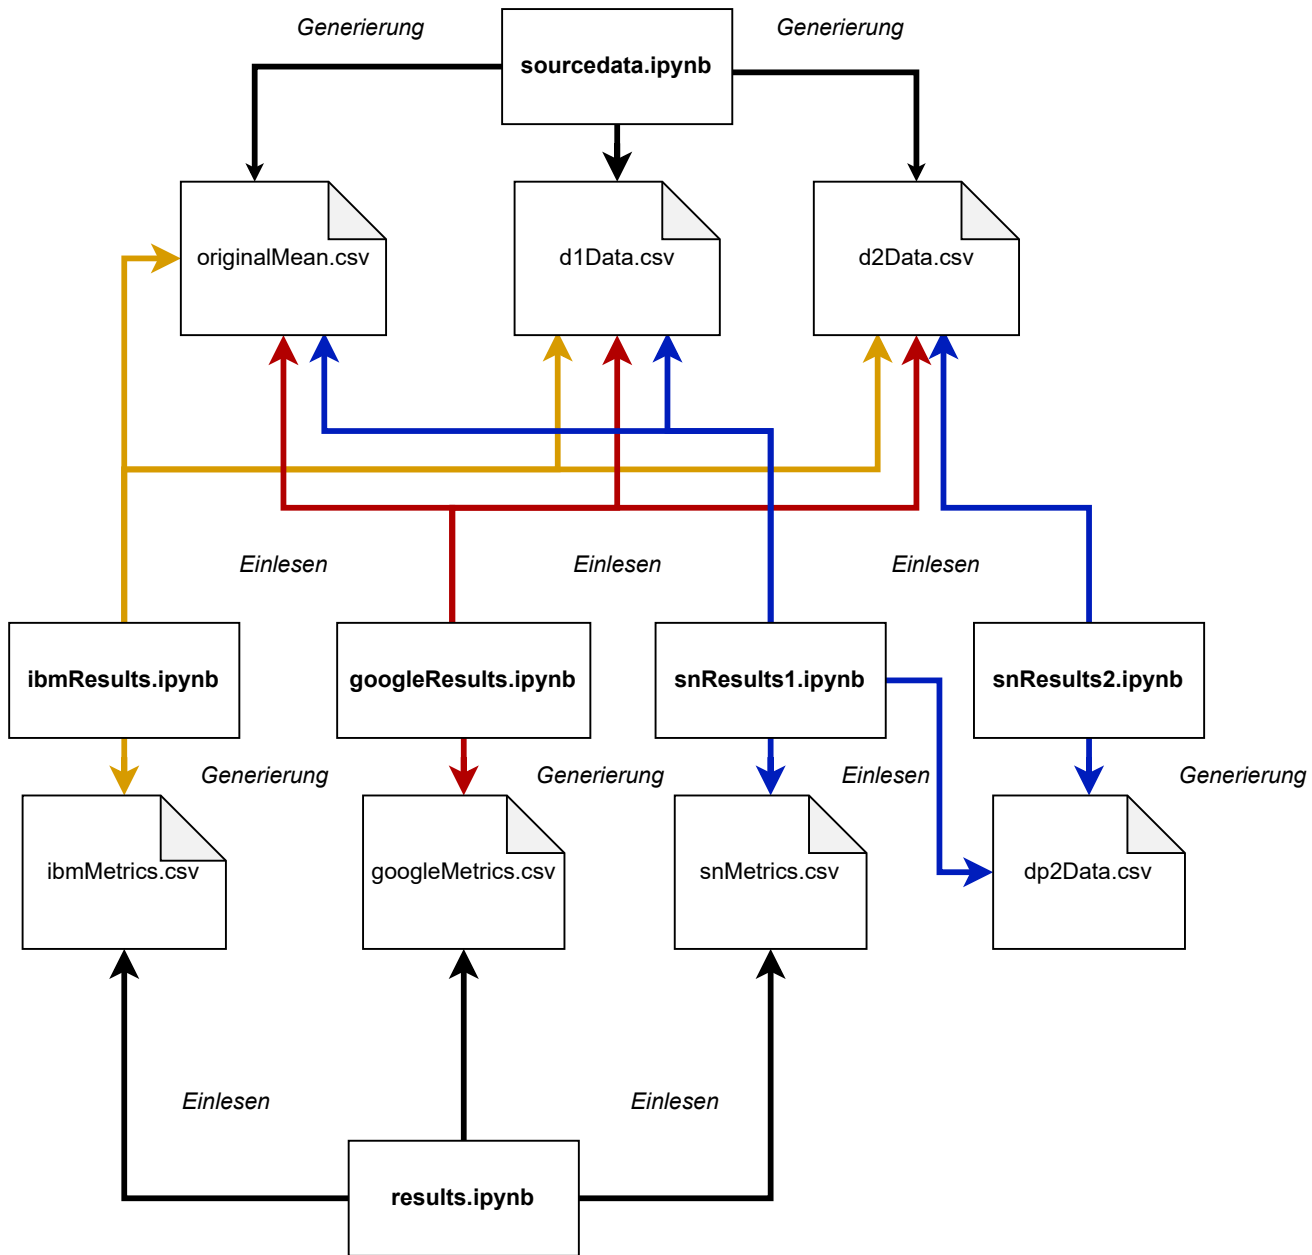 Generierung
Generierung
sourcedata.ipynb
originalMean.csv
d1Data.csv
d2Data.csv
Einlesen
Einlesen
Einlesen
ibmResults.ipynb
googleResults.ipynb
snResults1.ipynb
snResults2.ipynb
Generierung
Generierung
Einlesen
Generierung
ibmMetrics.csv
googleMetrics.csv
snMetrics.csv
dp2Data.csv
Einlesen
Einlesen
results.ipynb